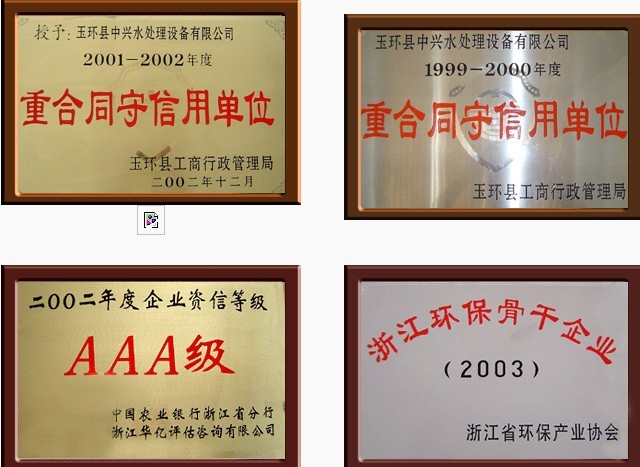 授予:玉环县中兴水处理设备有限公司
2001-2002年度
重合同守信用单位
玉环县工商行政管理局
二〇〇二年十二月
玉环县中兴水处理设备有限公司
1999-2000年度
重合同守信用单位
玉环县工商行政管理局
二〇〇二年度企业资信等级
AAA级
中国农业银行浙江省分行
浙江华亿评估咨询有限公司
浙江环保骨干企业
(2003)
浙江省环保产业协会